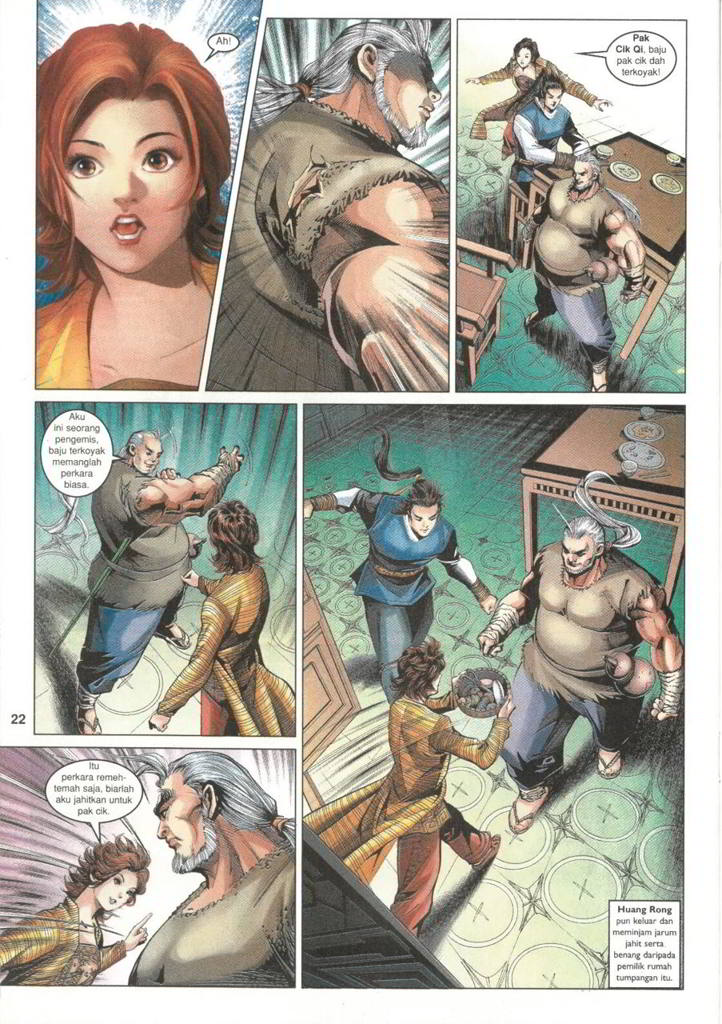 Ah!
Pak
Cik Qi, baju
pak cik dah
terkoyak!
Aku
ini seorang
pengemis,
baju terkoyak
memanglah
perkara
biasa.
22
Itu
perkara remeh-
temah saja, biarlah
aku jahitkan untuk
pak cik.
Huang Rong
pun keluar dan
meminjam jarum
jahit serta
benang daripada
pemilik rumah
tumpangan itu.